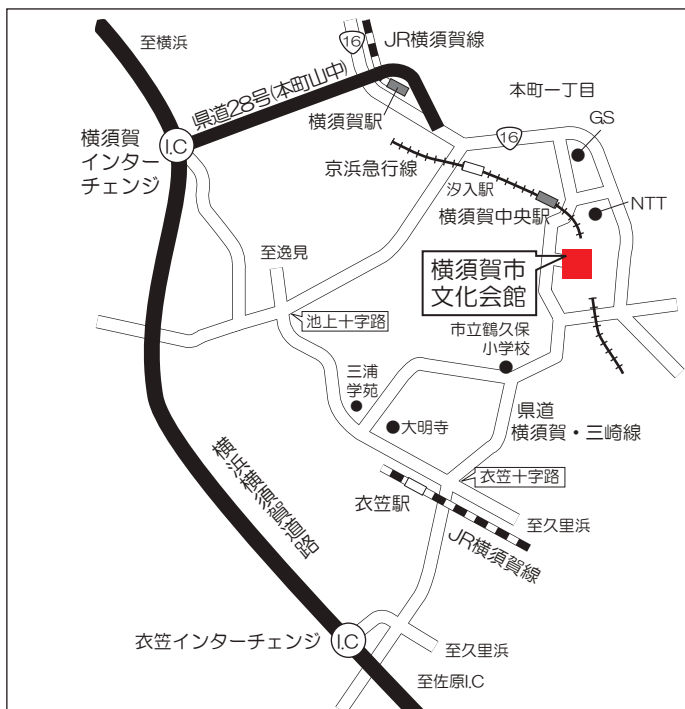 至横浜
16
JR横須賀線
県道28号(本町山中)
本町一丁目
GS
横須賀駅
16
横須賀
インター
チェンジ
I.C
京浜急行線
汐入駅
横須賀中央駅
NTT
至逸見
横須賀市
文化会館
池上十字路
市立鶴久保
小学校
三浦
学苑
大明寺
県道
横須賀・三崎線
衣笠十字路
衣笠駅
至久里浜
JR横須賀線
横浜横須賀道路
衣笠インターチェンジ
I.C
至久里浜
至佐原I.C